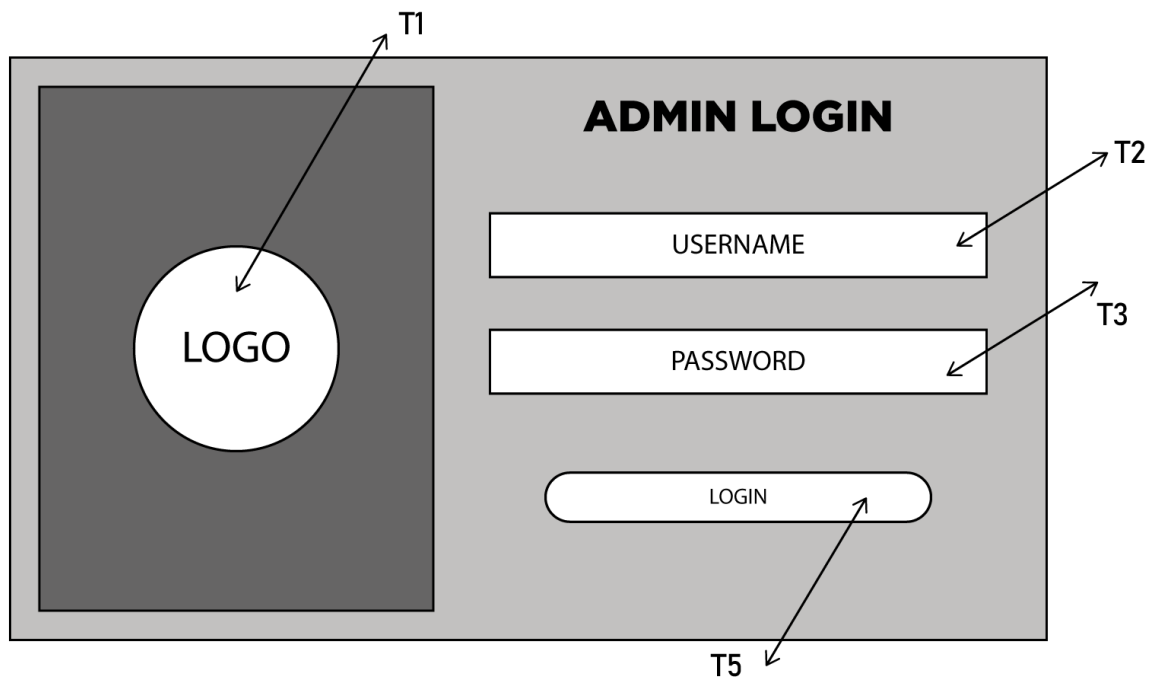 T1
ADMIN LOGIN
T2
USERNAME
T3
LOGO
PASSWORD
LOGIN
T5